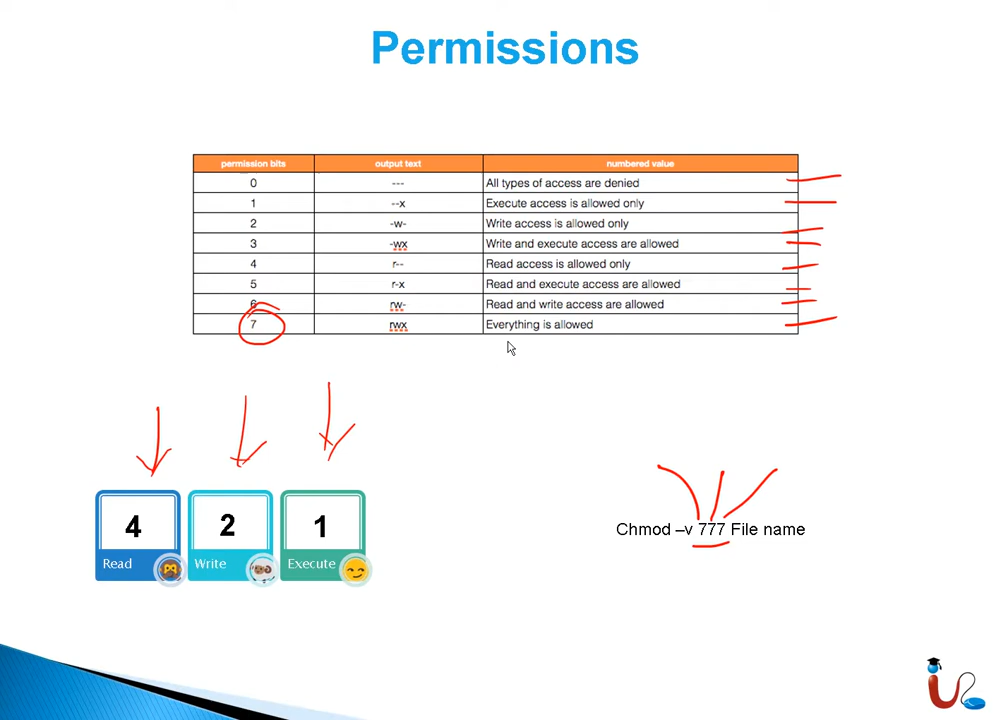 Permissions
permission bits output text numbered value
0 --- All types of access are denied
1 --x Execute access is allowed only
2 -w- Write access is allowed only
3 -wx Write and execute access are allowed
4 r-- Read access is allowed only
5 r-x Read and execute access are allowed
6 rw- Read and write access are allowed
7 rwx Everything is allowed
4 2 1
Read Write Execute
Chmod –v 777 File name